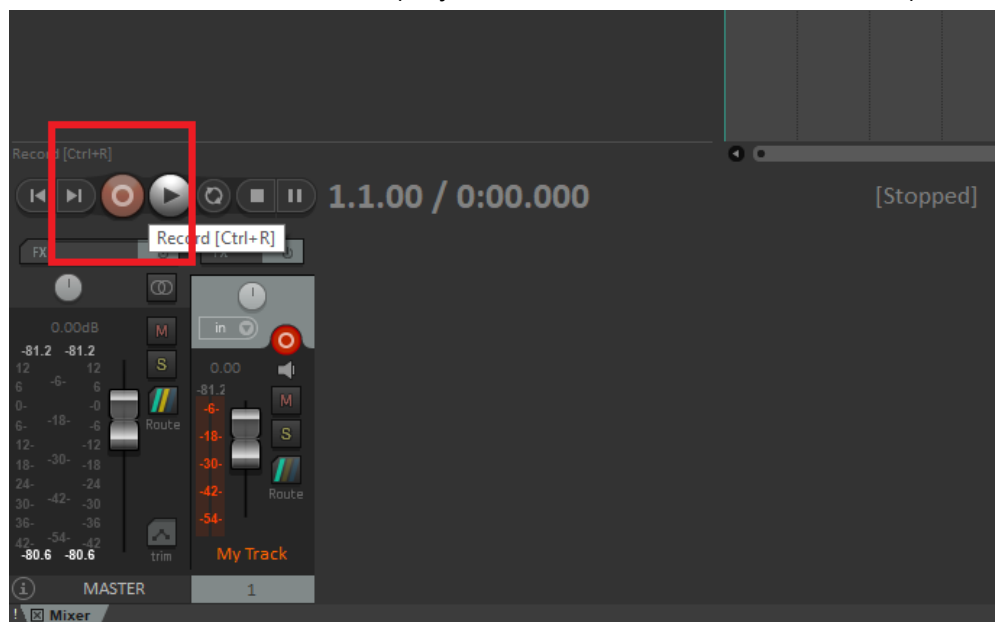 Record [Ctrl+R]
1.1.00 / 0:00.000
[Stopped]
Record [Ctrl+R]
FX
FX
0.00dB
M
in
-81.2 -81.2
S
0.00
12 12
-81.2
6 -6- 6
M
-6-
0- -0
6- -18- -6
Route
-18-
S
12- -12
18- -30- -18
-30-
24- -24
-42-
Route
30- -42- -30
36- -36
-54-
42- -54- -42
-80.6 -80.6
trim
My Track
MASTER
1
! Mixer